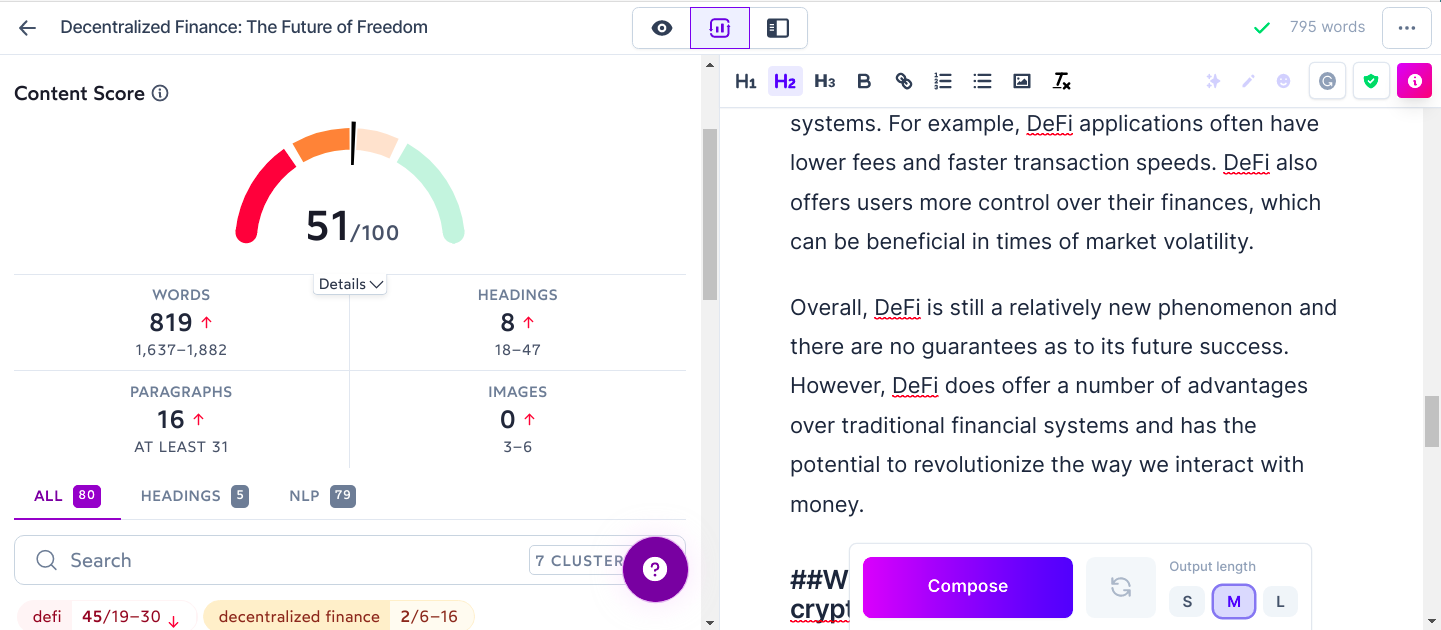 Decentralized Finance: The Future of Freedom
795 words
Content Score
51/100
Details
WORDS
819
1,637–1,882
HEADINGS
8
18–47
PARAGRAPHS
16
AT LEAST 31
IMAGES
0
3–6
ALL 80
HEADINGS 5
NLP 79
Search
7 CLUSTER
?
defi 45/19–30
decentralized finance 2/6–16
H1 H2 H3 B
systems. For example, DeFi applications often have
lower fees and faster transaction speeds. DeFi also
offers users more control over their finances, which
can be beneficial in times of market volatility.
Overall, DeFi is still a relatively new phenomenon and
there are no guarantees as to its future success.
However, DeFi does offer a number of advantages
over traditional financial systems and has the
potential to revolutionize the way we interact with
money.
##W
crypt
Compose
Output length
S M L